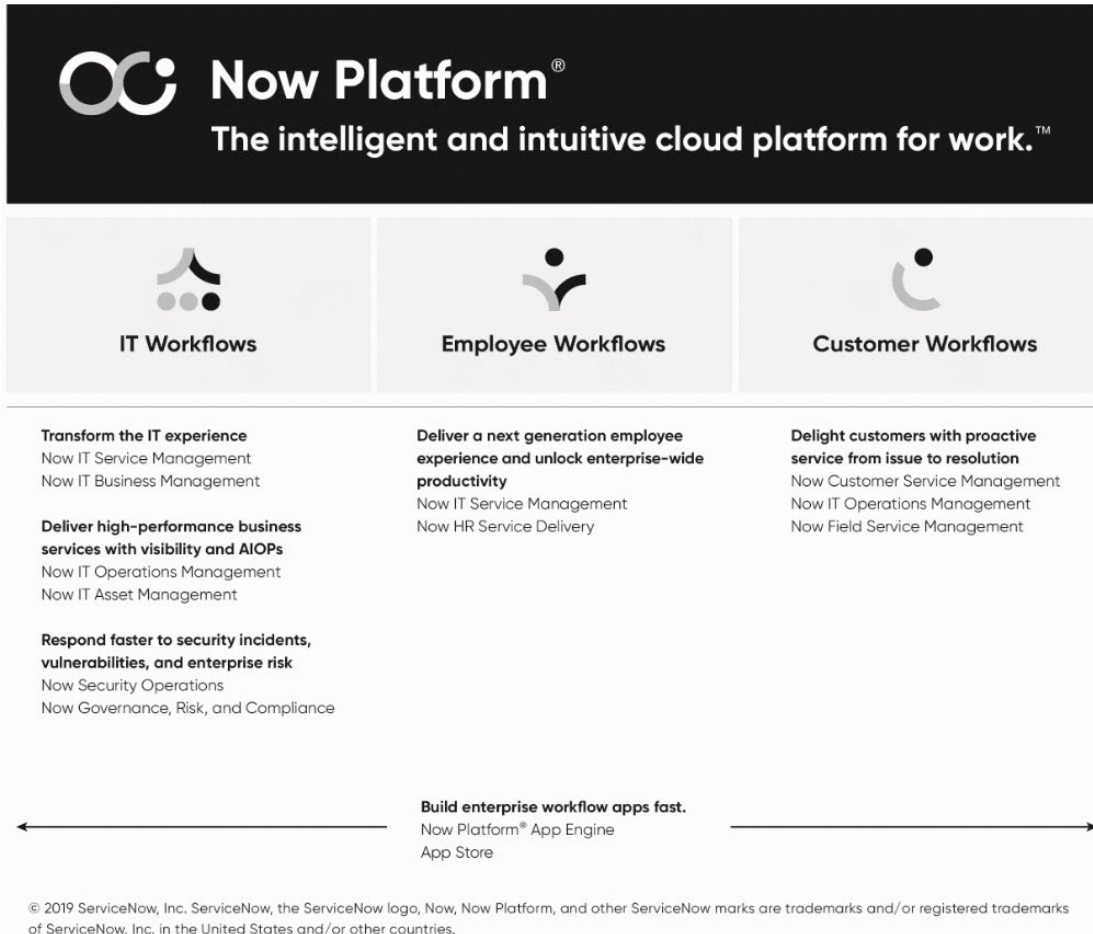 Now Platform®
The intelligent and intuitive cloud platform for work.™
IT Workflows
Employee Workflows
Customer Workflows
Transform the IT experience
Now IT Service Management
Now IT Business Management
Deliver high-performance business
services with visibility and AIOPs
Now IT Operations Management
Now IT Asset Management
Respond faster to security incidents,
vulnerabilities, and enterprise risk
Now Security Operations
Now Governance, Risk, and Compliance
Deliver a next generation employee
experience and unlock enterprise-wide
productivity
Now IT Service Management
Now HR Service Delivery
Delight customers with proactive
service from issue to resolution
Now Customer Service Management
Now IT Operations Management
Now Field Service Management
Build enterprise workflow apps fast.
Now Platform® App Engine
App Store
© 2019 ServiceNow, Inc. ServiceNow, the ServiceNow logo, Now, Now Platform, and other ServiceNow marks are trademarks and/or registered trademarks
of ServiceNow, Inc. in the United States and/or other countries.